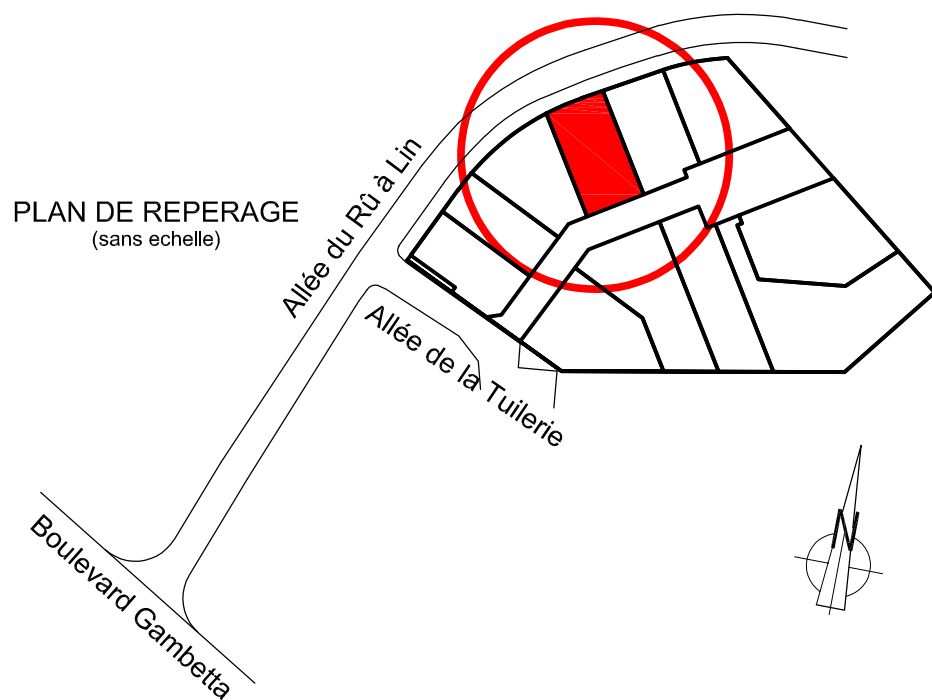 PLAN DE REPERAGE
(sans echelle)
Allée du Rû à Lin
Allée de la Tuilerie
Boulevard Gambetta
N